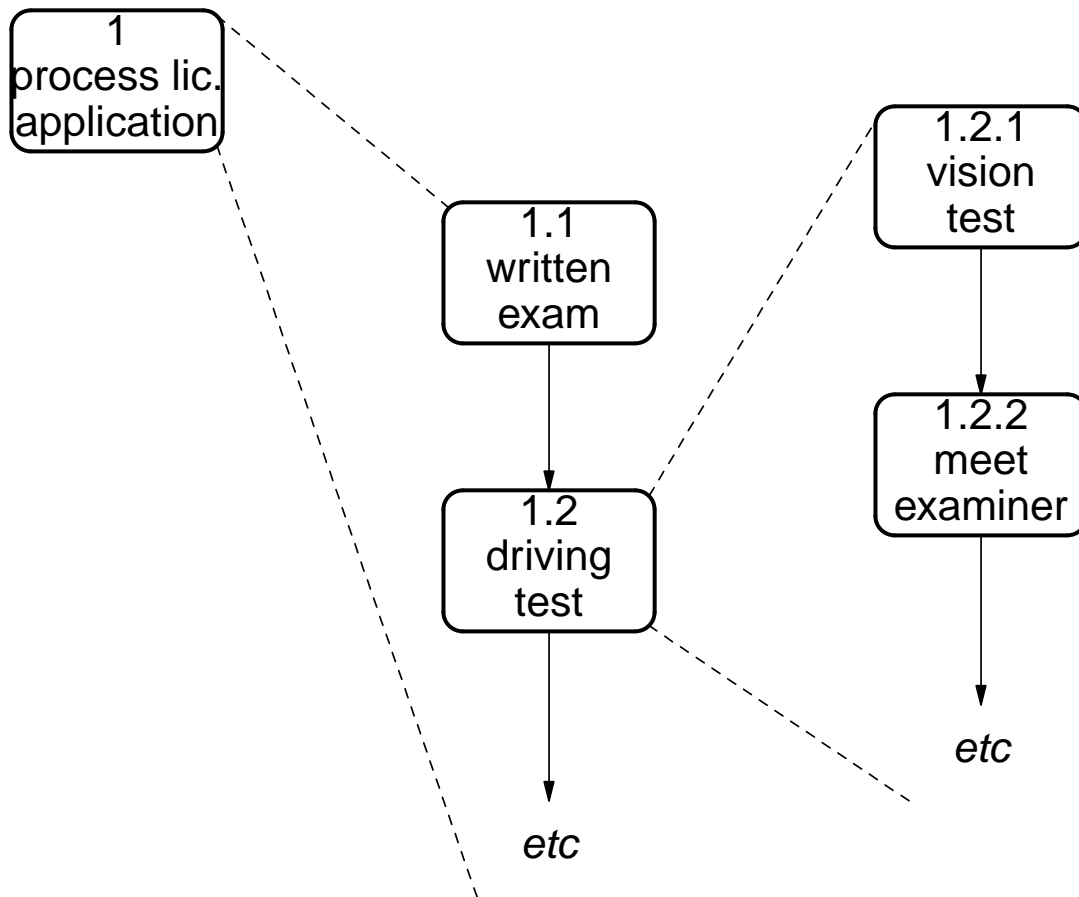 1
process lic.
application
1.1
written
exam
1.2
driving
test
etc
1.2.1
vision
test
1.2.2
meet
examiner
etc